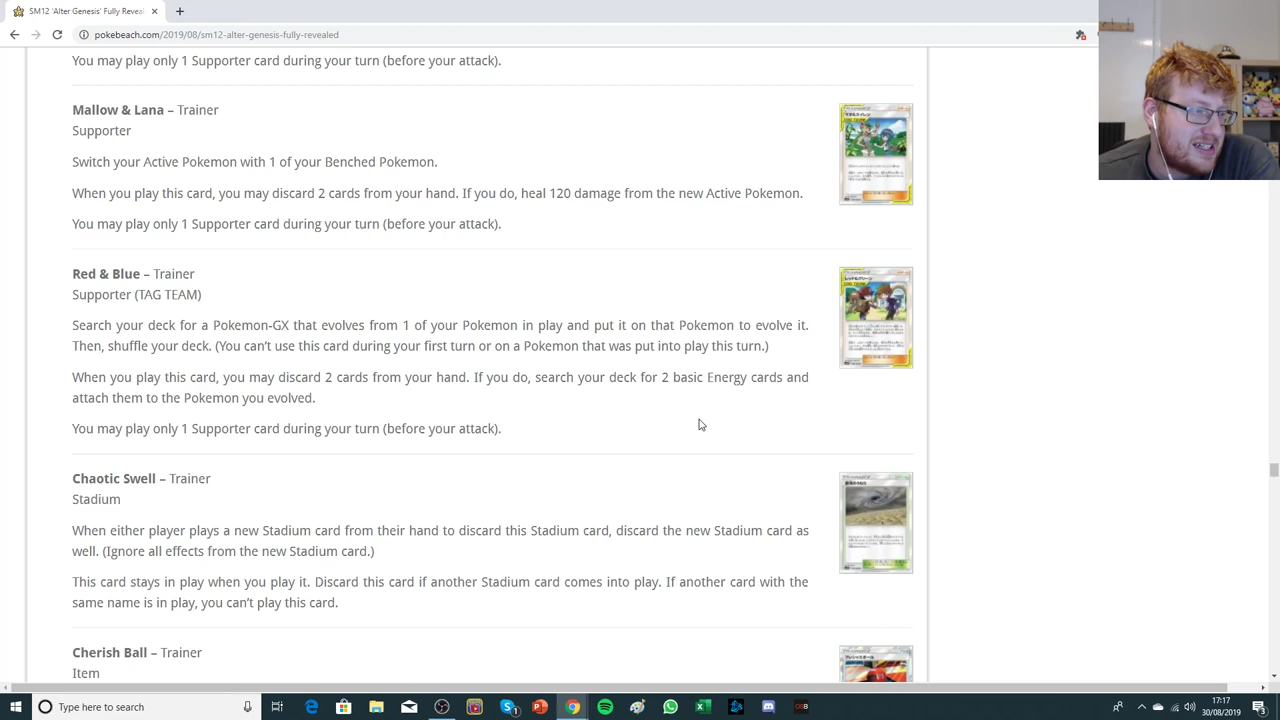 SM12 'Alter Genesis' Fully Reveal
pokebeach.com/2019/08/sm12-alter-genesis-fully-revealed
You may play only 1 Supporter card during your turn (before your attack).
Mallow & Lana – Trainer
Supporter
Switch your Active Pokemon with 1 of your Benched Pokemon.
When you play this card, you may discard 2 cards from your hand. If you do, heal 120 damage from the new Active Pokemon.
You may play only 1 Supporter card during your turn (before your attack).
Red & Blue – Trainer
Supporter (TAG TEAM)
Search your deck for a Pokemon-GX that evolves from 1 of your Pokemon in play and put it on that Pokemon to evolve it.
Then, shuffle your deck. (You can't use this card during your first turn or on a Pokemon that was put into play this turn.)
When you play this card, you may discard 2 cards from your hand. If you do, search your deck for 2 basic Energy cards and
attach them to the Pokemon you evolved.
You may play only 1 Supporter card during your turn (before your attack).
Chaotic Swell – Trainer
Stadium
When either player plays a new Stadium card from their hand to discard this Stadium card, discard the new Stadium card as
well. (Ignore all effects from the new Stadium card.)
This card stays in play when you play it. Discard this card if another Stadium card comes into play. If another card with the
same name is in play, you can't play this card.
Cherish Ball – Trainer
Item
Type here to search
17:17
30/08/2019